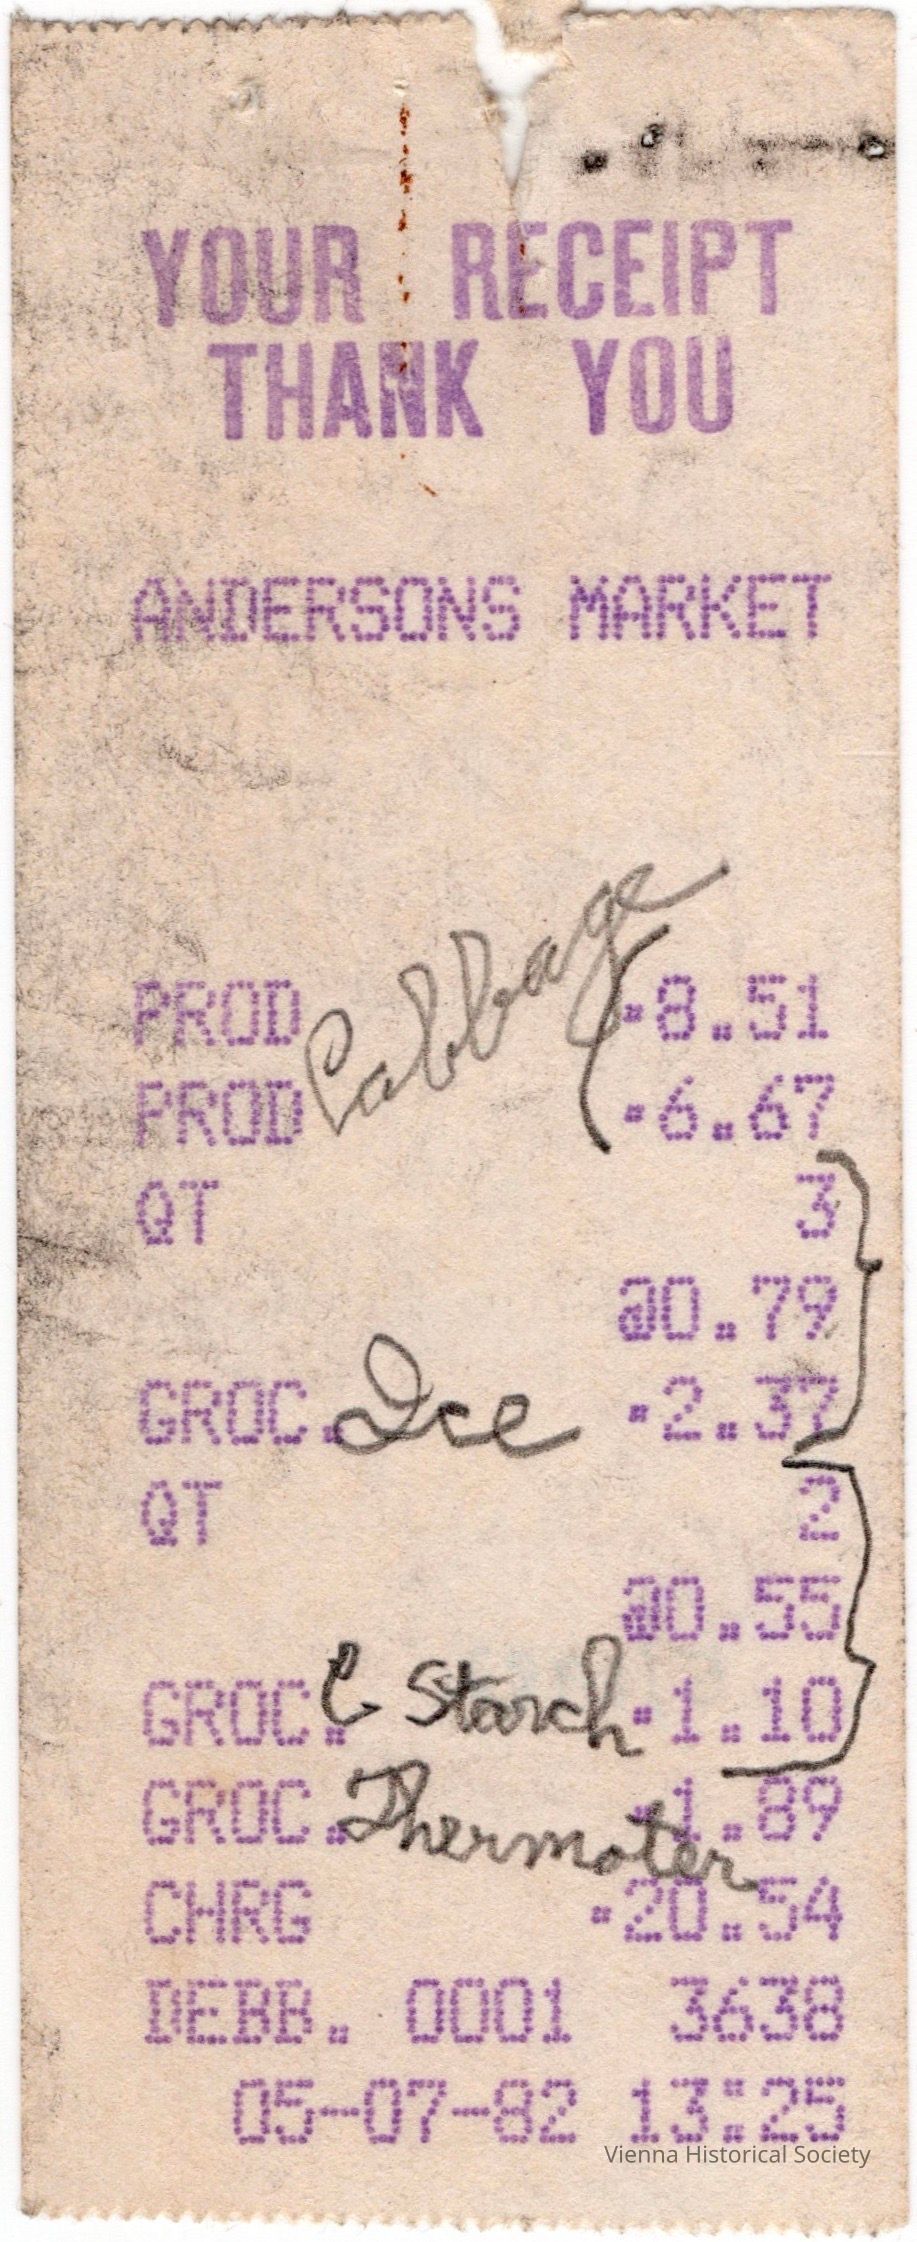 YOUR RECEIPT
THANK YOU
ANDERSONS MARKET
PROD Cabbage ·8.51
PROD ·6.67
QT 3
@0.79
GROC. Ice ·2.37
QT 2
@0.55
GROC. C Starch ·1.10
GROC. Thermoter ·1.89
CHRG ·20.54
DEBB. 0001 3638
05-07-82 13:25
Vienna Historical Society